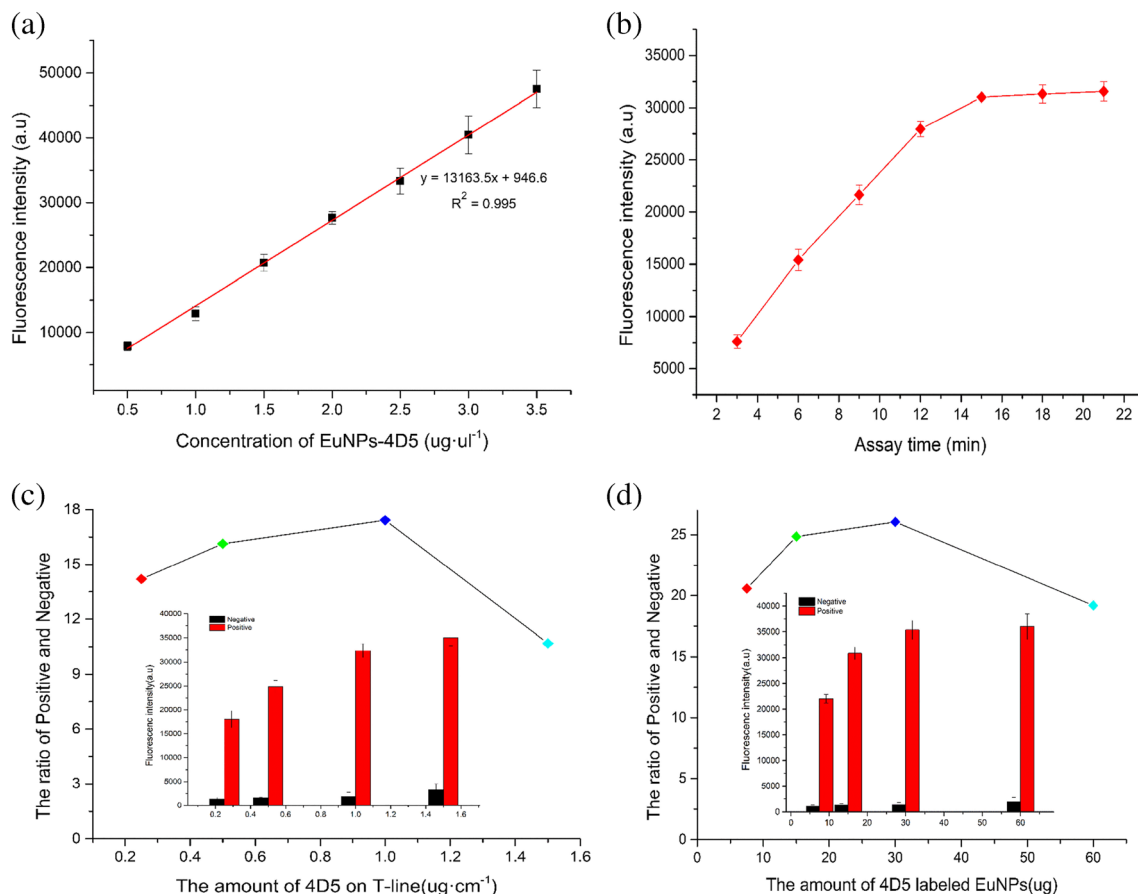 (a)
Fluorescence intensity (a.u)
50000
40000
30000
20000
10000
y = 13163.5x + 946.6
R² = 0.995
0.5 1.0 1.5 2.0 2.5 3.0 3.5
Concentration of EuNPs-4D5 (ug·ul⁻¹)
(b)
Fluorescence intensity (a.u)
35000
30000
25000
20000
15000
10000
5000
2 4 6 8 10 12 14 16 18 20 22
Assay time (min)
(c)
The ratio of Positive and Negative
18
15
12
9
6
3
0
0.2 0.4 0.6 0.8 1.0 1.2 1.4 1.6
The amount of 4D5 on T-line(ug·cm⁻¹)
Fluorescenc intensity(a.u)
40000
35000
30000
25000
20000
15000
10000
5000
0
Negative
Positive
0.2 0.4 0.6 0.8 1.0 1.2 1.4 1.6
(d)
The ratio of Positive and Negative
25
20
15
10
5
0
0 5 10 15 20 25 30 35 40 45 50 55 60 65
The amount of 4D5 labeled EuNPs(ug)
Fluorescenc intensity(a.u)
40000
35000
30000
25000
20000
15000
10000
5000
0
Negative
Positive
0 10 20 30 40 50 60